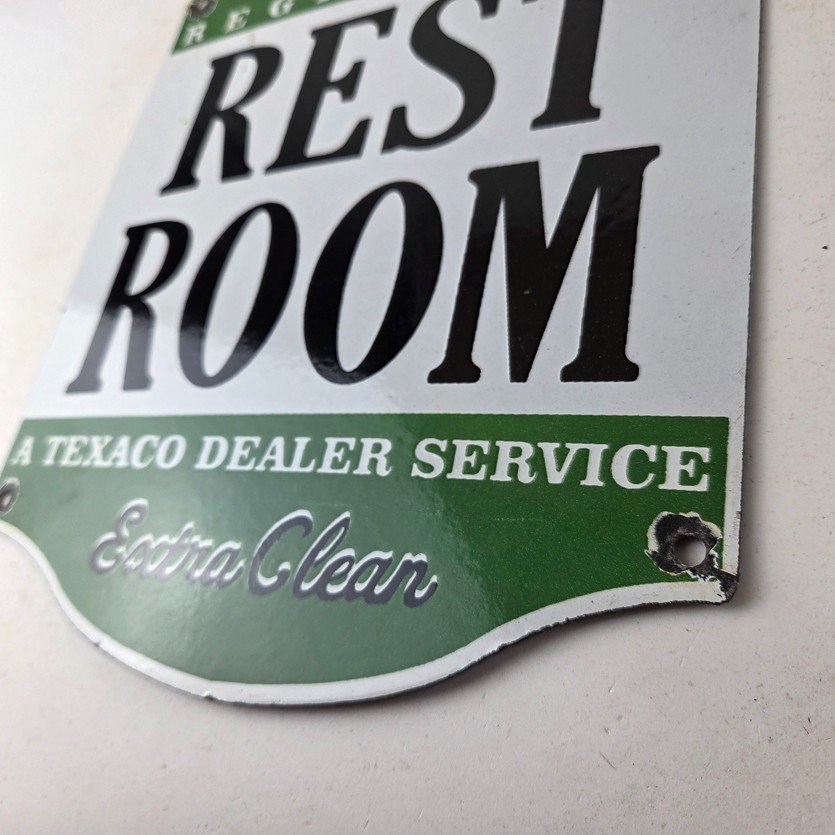 REST
ROOM
A TEXACO DEALER SERVICE
Extra Clean